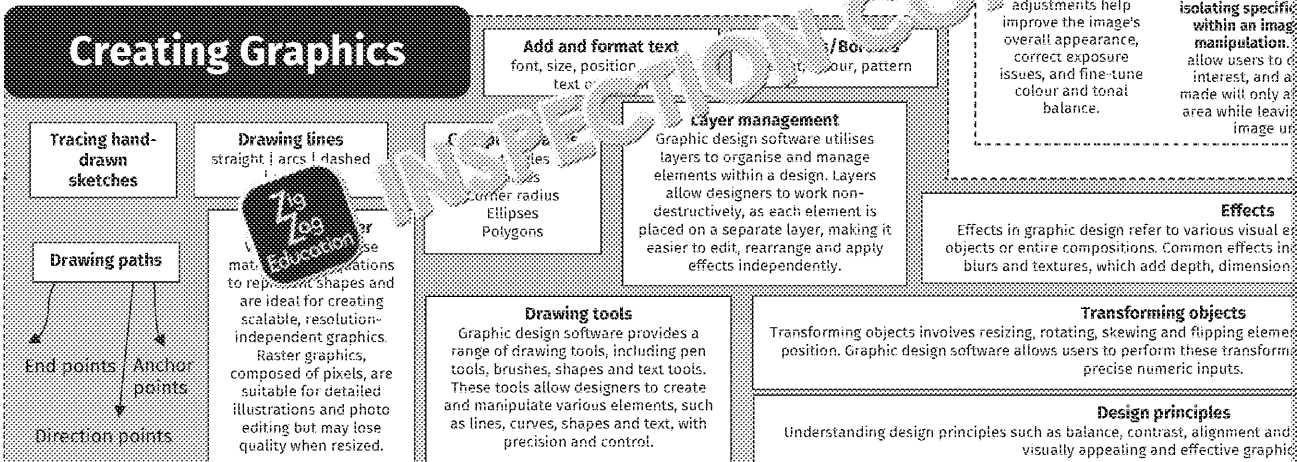 Creating Graphics
Add and format text
font, size, position
text
/Borders
colour, pattern
adjustments help
improve the image's
overall appearance,
correct exposure
issues, and fine-tune
colour and tonal
balance.
isolating specific
within an
manipulation.
allow users to
interest, and
made will only
area while
image
Tracing hand-
drawn
sketches
Drawing lines
straight | arcs | dashed
Corner radius
Ellipses
Polygons
Layer management
Graphic design software utilises
layers to organise and manage
elements within a design. Layers
allow designers to work non-
destructively, as each element is
placed on a separate layer, making it
easier to edit, rearrange and apply
effects independently.
INSPECTION
Zig
Zag
Education
Drawing paths
End points
Anchor
points
Direction points
to represent shapes and
are ideal for creating
scalable, resolution-
independent graphics.
Raster graphics,
composed of pixels, are
suitable for detailed
illustrations and photo
editing but may lose
quality when resized.
Drawing tools
Graphic design software provides a
range of drawing tools, including pen
tools, brushes, shapes and text tools.
These tools allow designers to create
and manipulate various elements, such
as lines, curves, shapes and text, with
precision and control.
Effects
Effects in graphic design refer to various visual
objects or entire compositions. Common effects
blurs and textures, which add depth, dimension
Transforming objects
Transforming objects involves resizing, rotating, skewing and flipping
position. Graphic design software allows users to perform these
precise numeric inputs.
Design principles
Understanding design principles such as balance, contrast, alignment and
visually appealing and effective